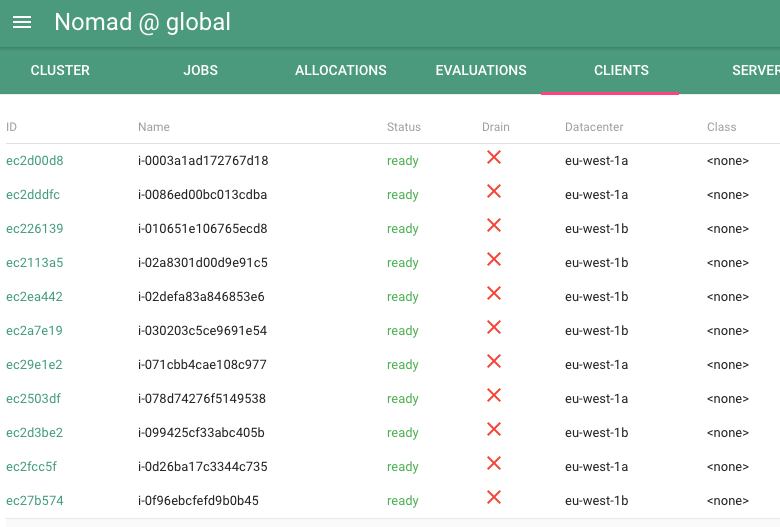 Nomad @ global
CLUSTER JOBS ALLOCATIONS EVALUATIONS CLIENTS SERVER
ID Name Status Drain Datacenter Class
ec2d00d8 i-0003a1ad172767d18 ready eu-west-1a <none>
ec2dddfc i-0086ed00bc013cdba ready eu-west-1a <none>
ec226139 i-010651e106765ecd8 ready eu-west-1b <none>
ec2113a5 i-02a8301d00d9e91c5 ready eu-west-1b <none>
ec2ea442 i-02defa83a846853e6 ready eu-west-1b <none>
ec2a7e19 i-030203c5ce9691e54 ready eu-west-1b <none>
ec29e1e2 i-071cbb4cae108c977 ready eu-west-1a <none>
ec2503df i-078d74276f5149538 ready eu-west-1a <none>
ec2d3be2 i-099425cf33abc405b ready eu-west-1b <none>
ec2fcc5f i-0d26ba17c3344c735 ready eu-west-1a <none>
ec27b574 i-0f96ebcfefd9b0b45 ready eu-west-1b <none>